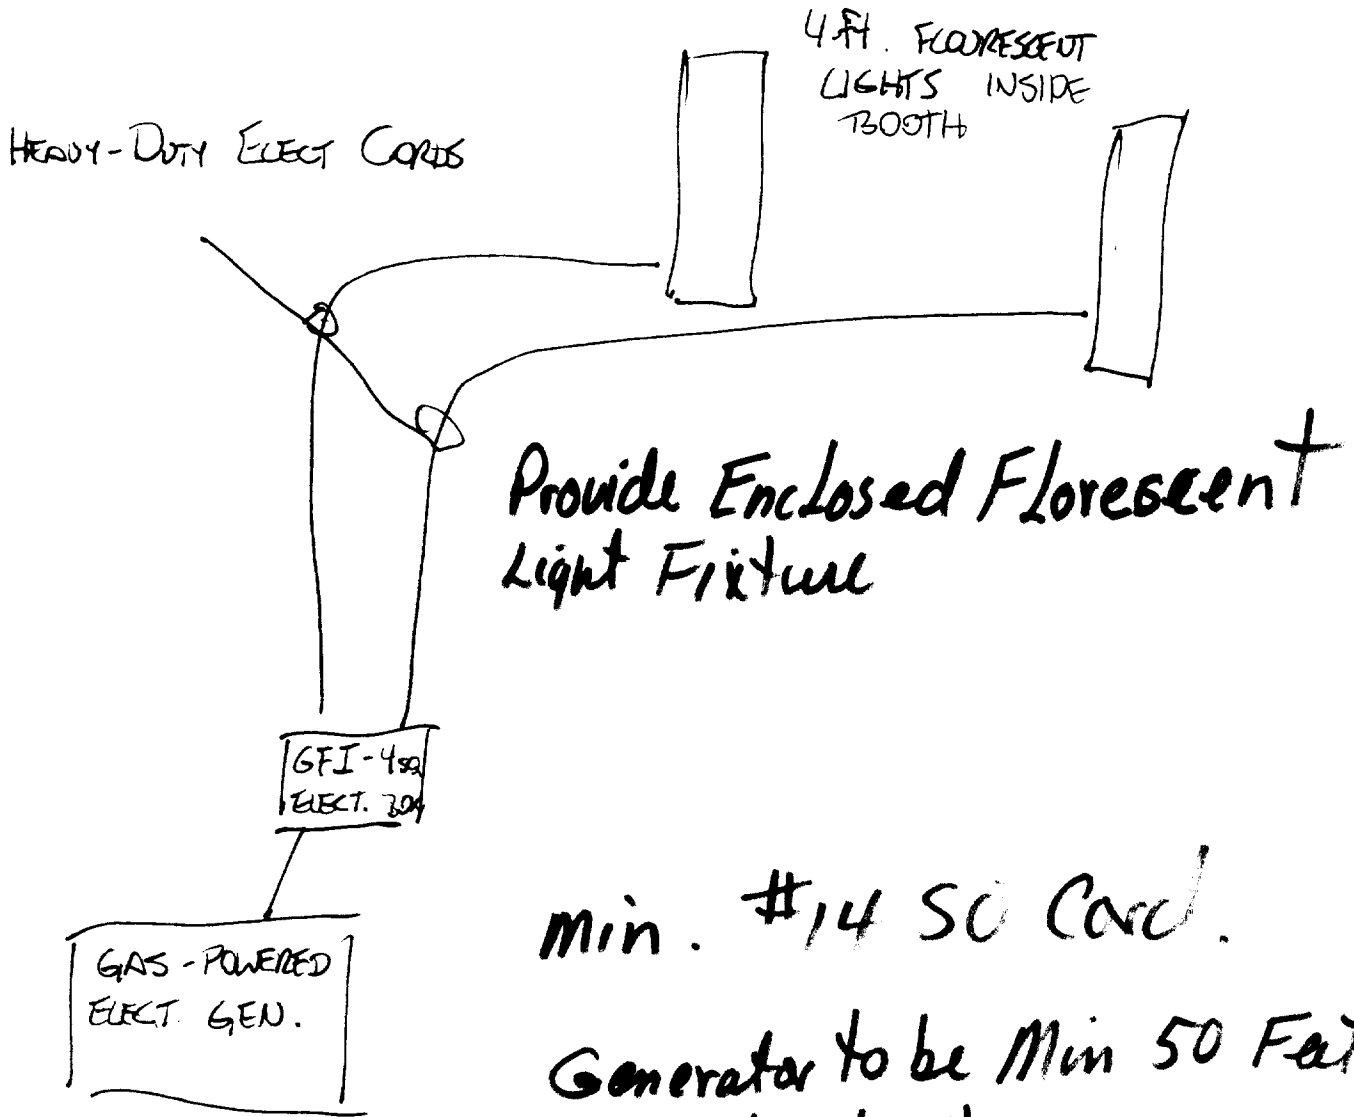 4 ft. FLOURESCENT
LIGHTS INSIDE
BOOTH
HEAVY-DUTY ELECT CORDS
Provide Enclosed Florescent
Light Fixture
GFI-4sq
ELECT. BOX
min. #14 SO Cord.
GAS-POWERED
ELECT. GEN.
Generator to be Min 50 Feet